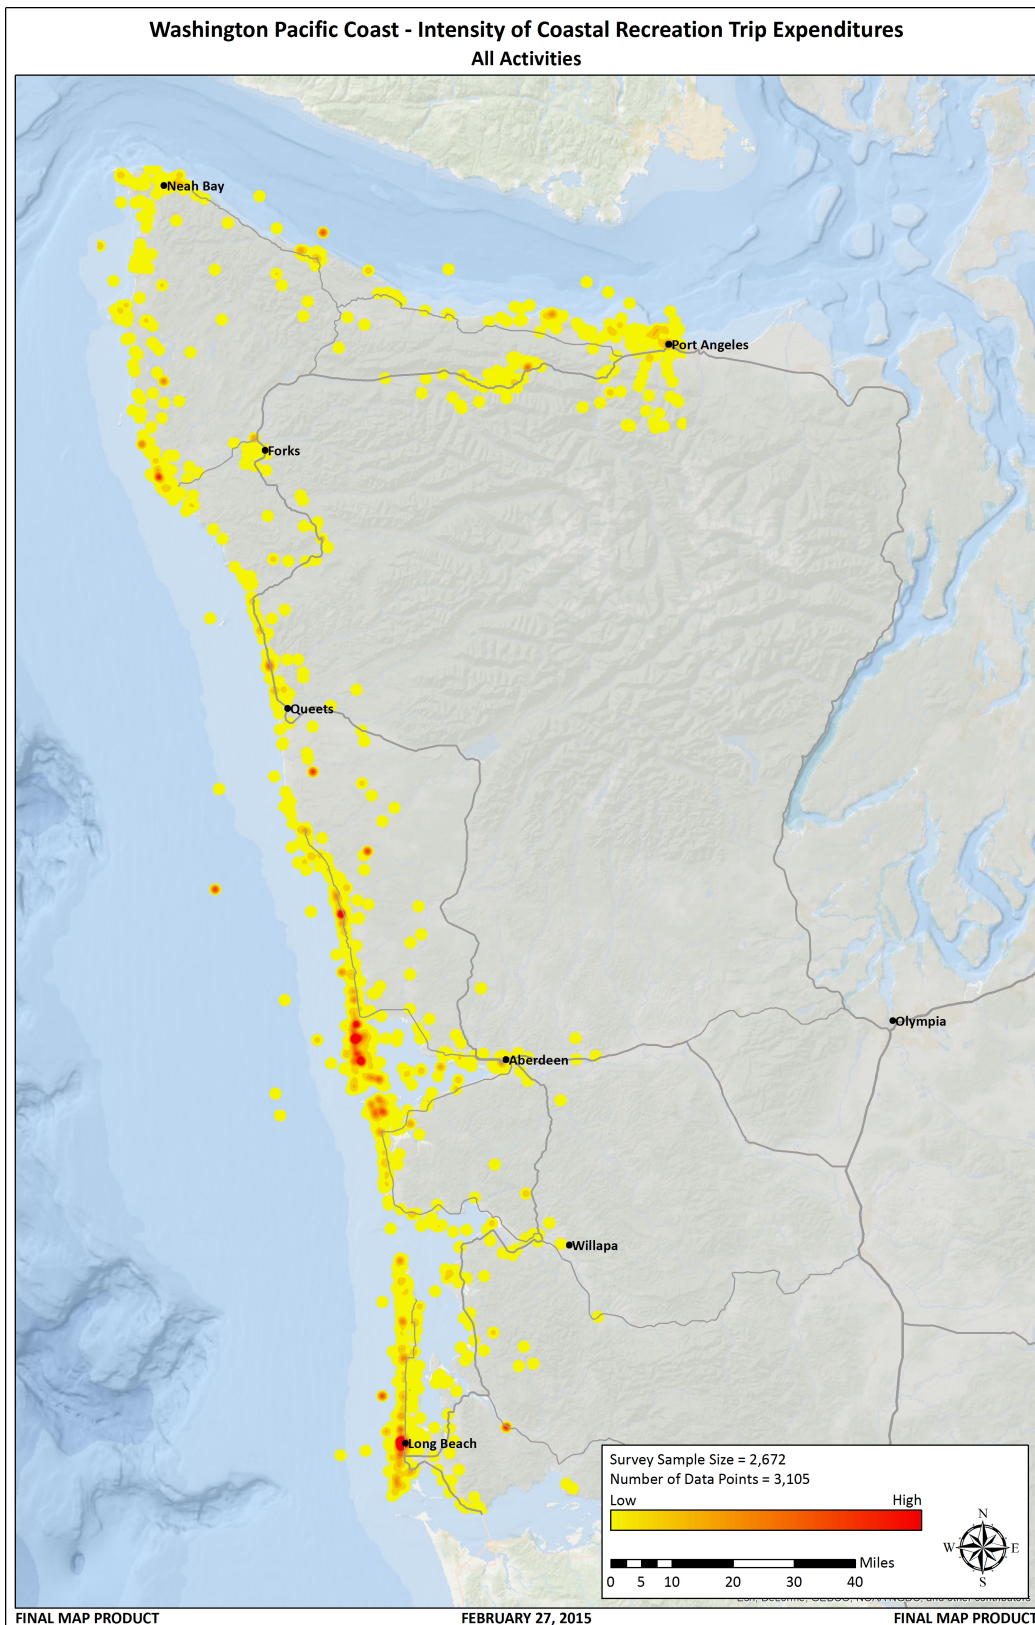 Washington Pacific Coast - Intensity of Coastal Recreation Trip Expenditures
All Activities
Neah Bay
Port Angeles
Forks
Queets
Olympia
Aberdeen
Willapa
Long Beach
Survey Sample Size = 2,672
Number of Data Points = 3,105
Low High
N
W E
S
Miles
0 5 10 20 30 40
FINAL MAP PRODUCT FEBRUARY 27, 2015 FINAL MAP PRODUCT